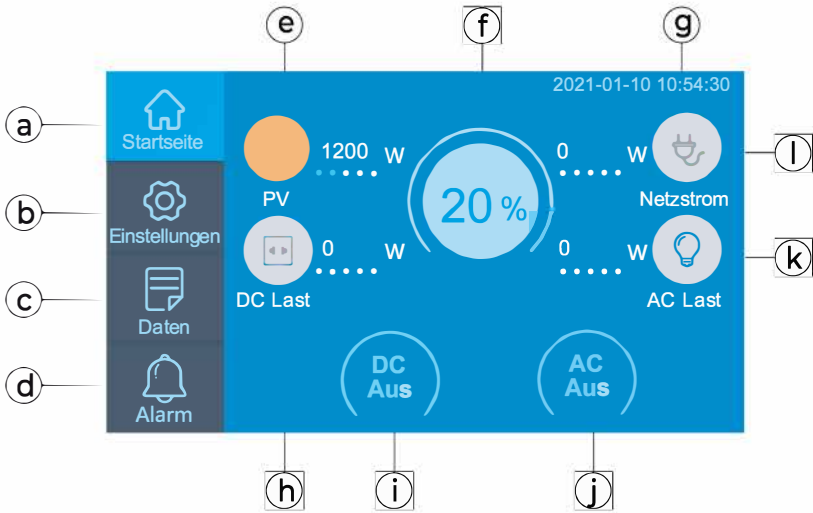 e f g
2021-01-10 10:54:30
a Startseite
1200 W
0 W
l
PV
20 %
Netzstrom
b Einstellungen
0 W
0 W
k
DC Last
AC Last
c Daten
DC
Aus
AC
Aus
d Alarm
h i j